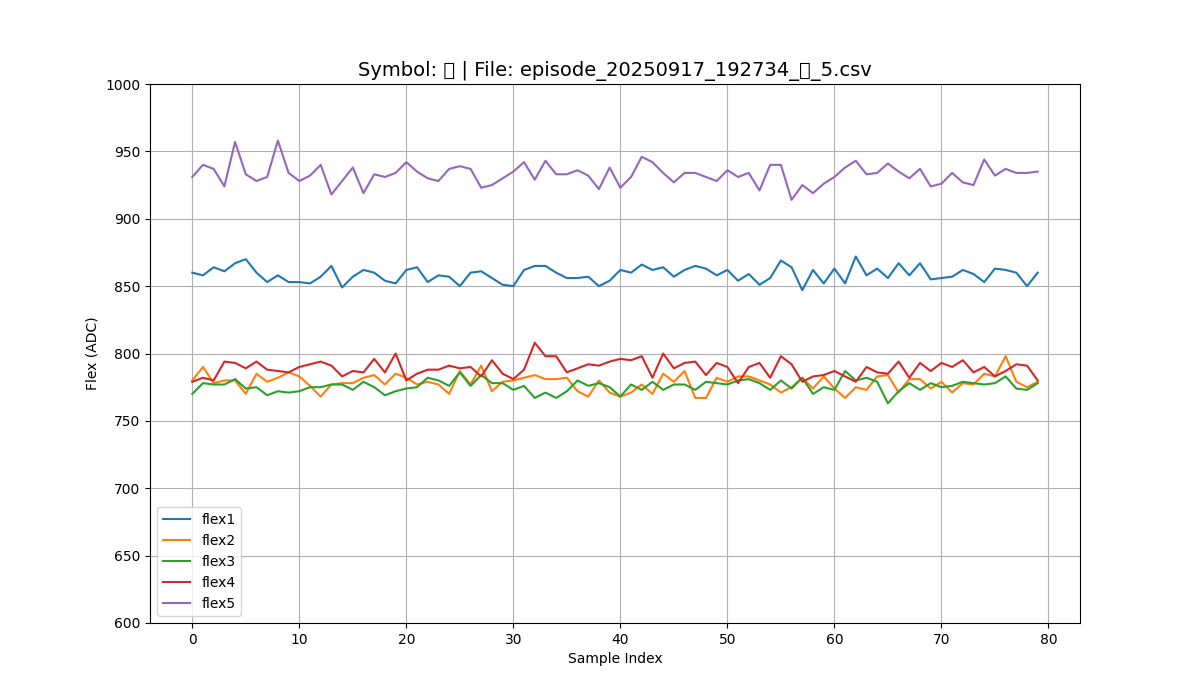 Symbol: | File: episode_20250917_192734_ _5.csv
Flex (ADC)
1000
950
900
850
800
750
700
650
600
flex1
flex2
flex3
flex4
flex5
0 10 20 30 40 50 60 70 80
Sample Index